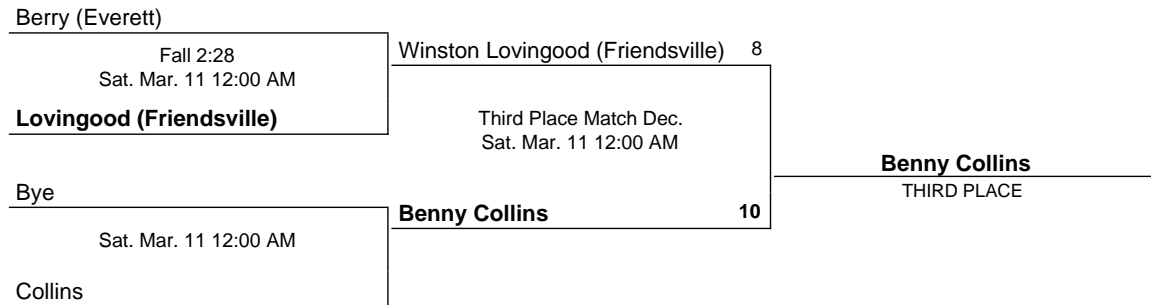 Berry (Everett)
Fall 2:28
Sat. Mar. 11 12:00 AM
Lovingood (Friendsville)
Winston Lovingood (Friendsville) 8
Third Place Match Dec.
Sat. Mar. 11 12:00 AM
Benny Collins
THIRD PLACE
Bye
Benny Collins 10
Sat. Mar. 11 12:00 AM
Collins